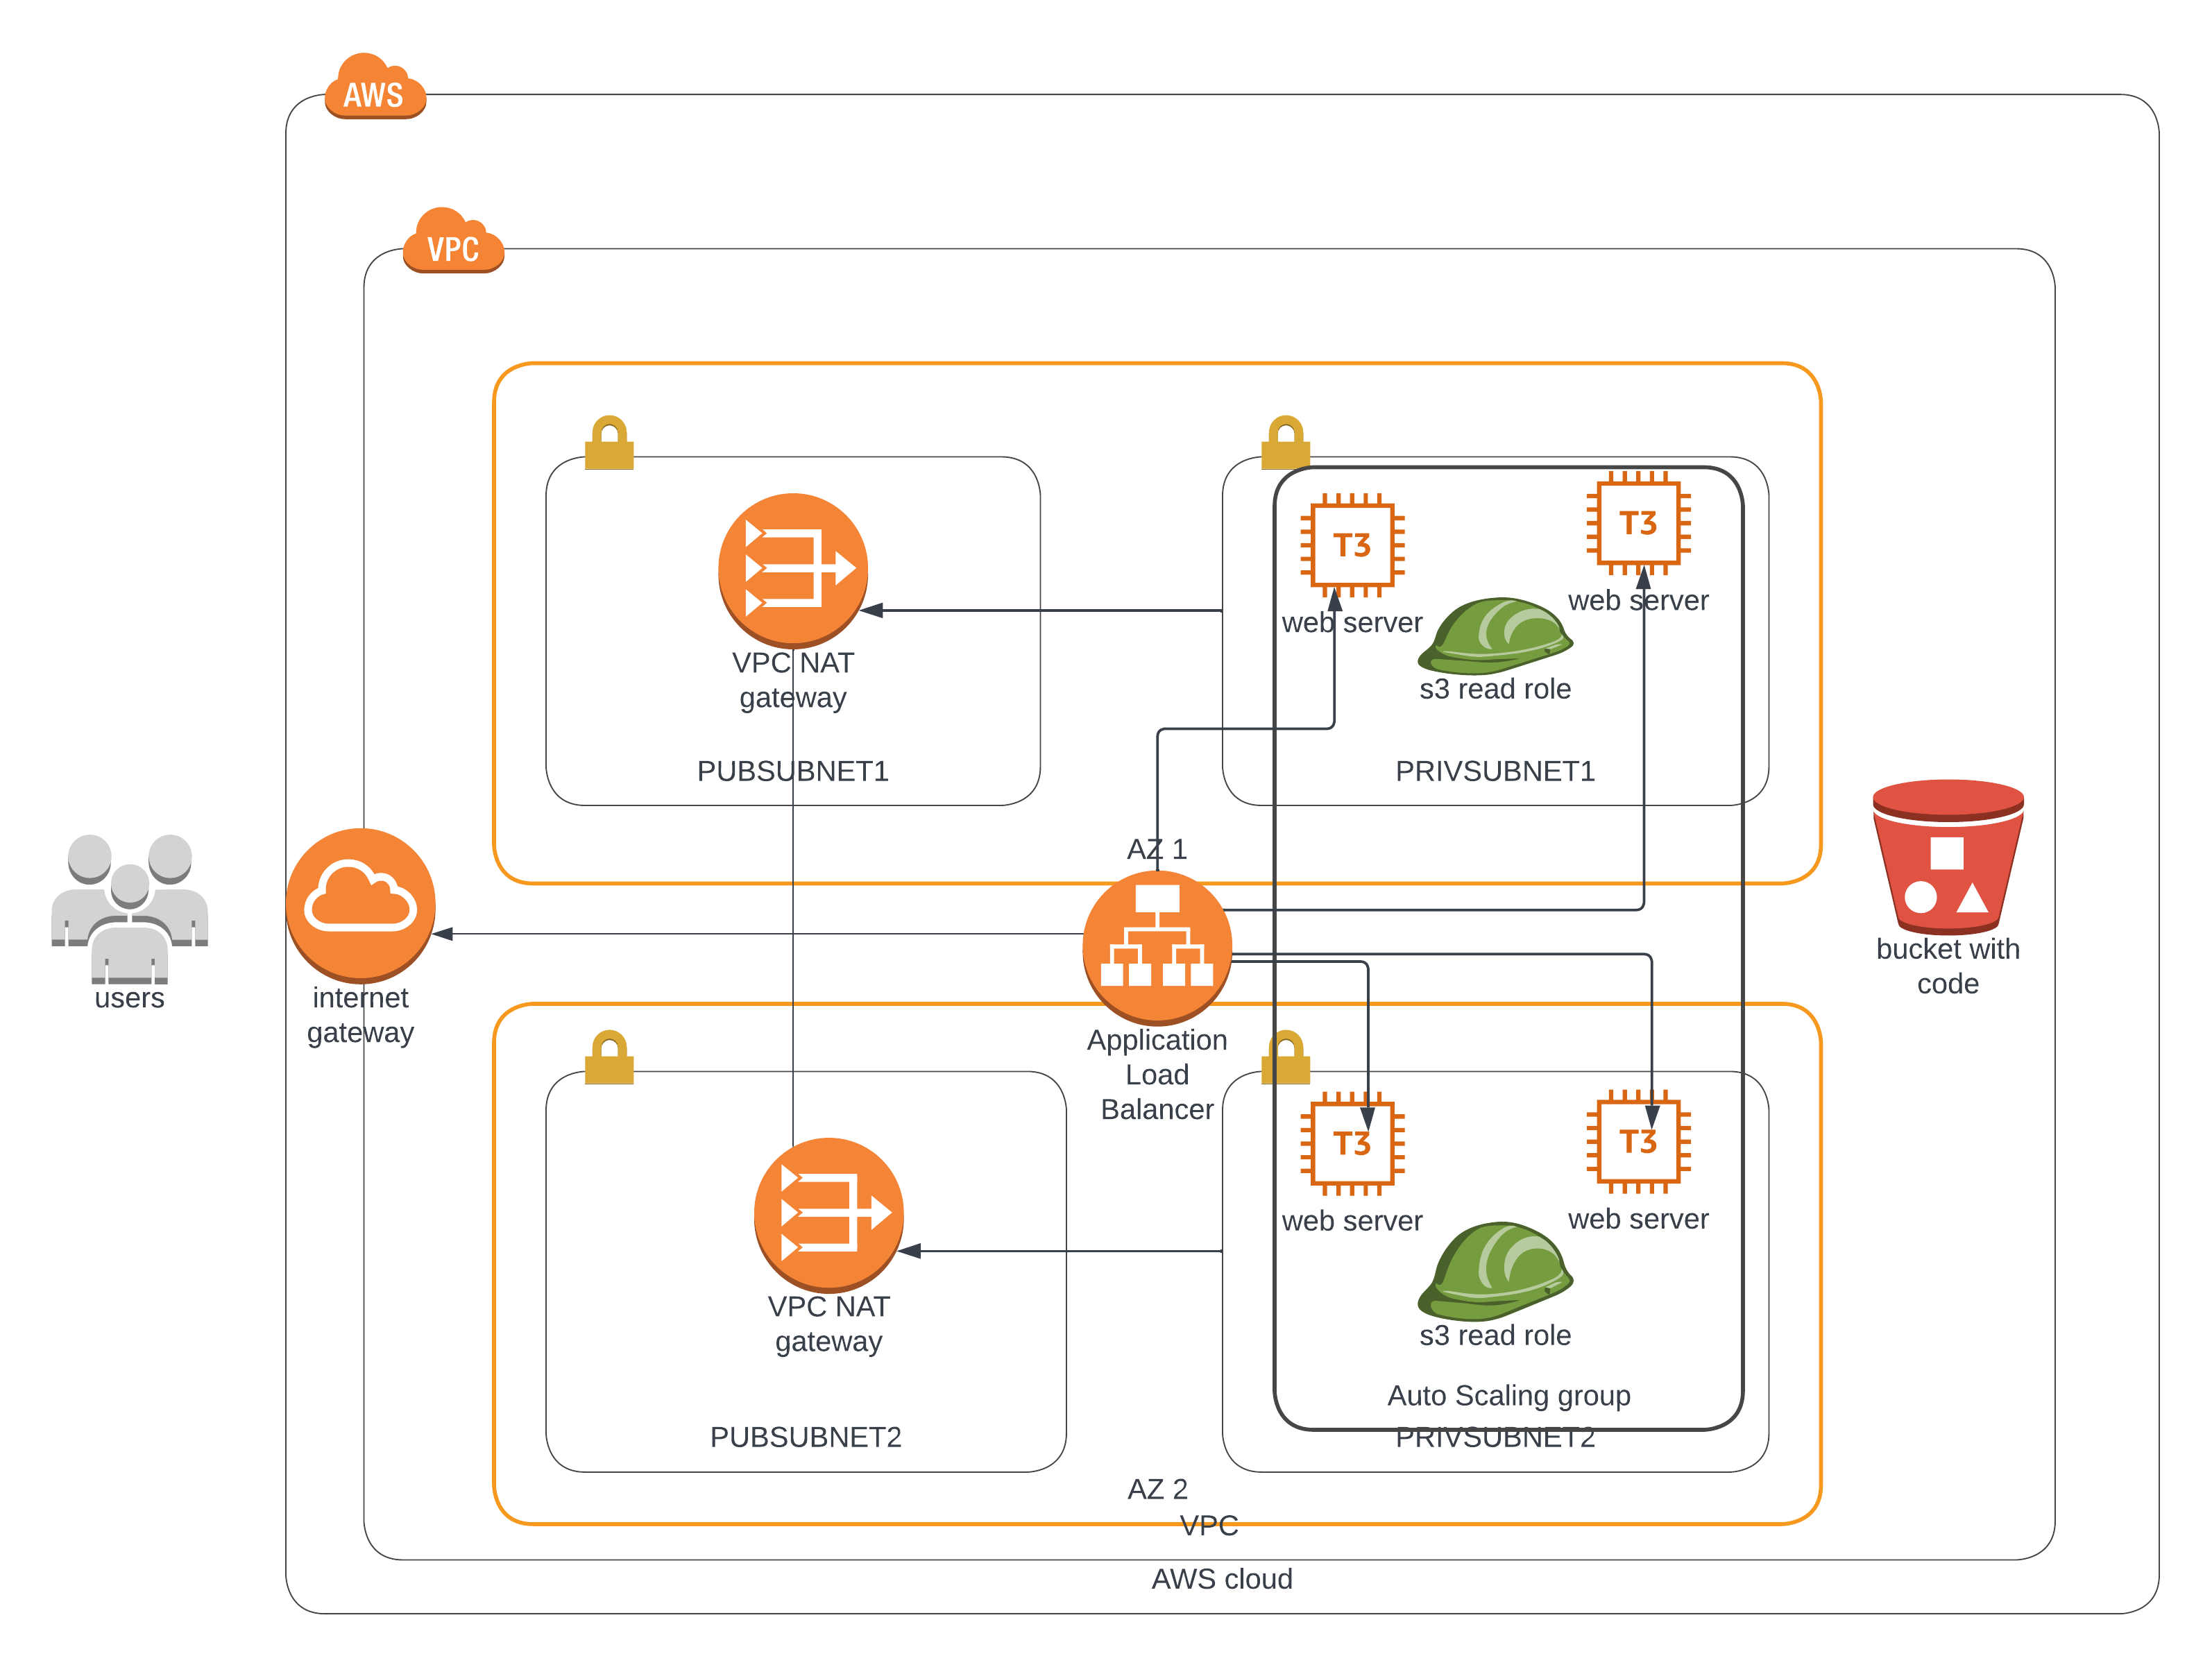 AWS
VPC
T3
T3
web server
web server
VPC NAT
gateway
s3 read role
PUBSUBNET1
PRIVSUBNET1
AZ 1
users
internet
gateway
bucket with
code
Application
Load
Balancer
T3
T3
web server
web server
VPC NAT
gateway
s3 read role
Auto Scaling group
PUBSUBNET2
PRIVSUBNET2
AZ 2
VPC
AWS cloud